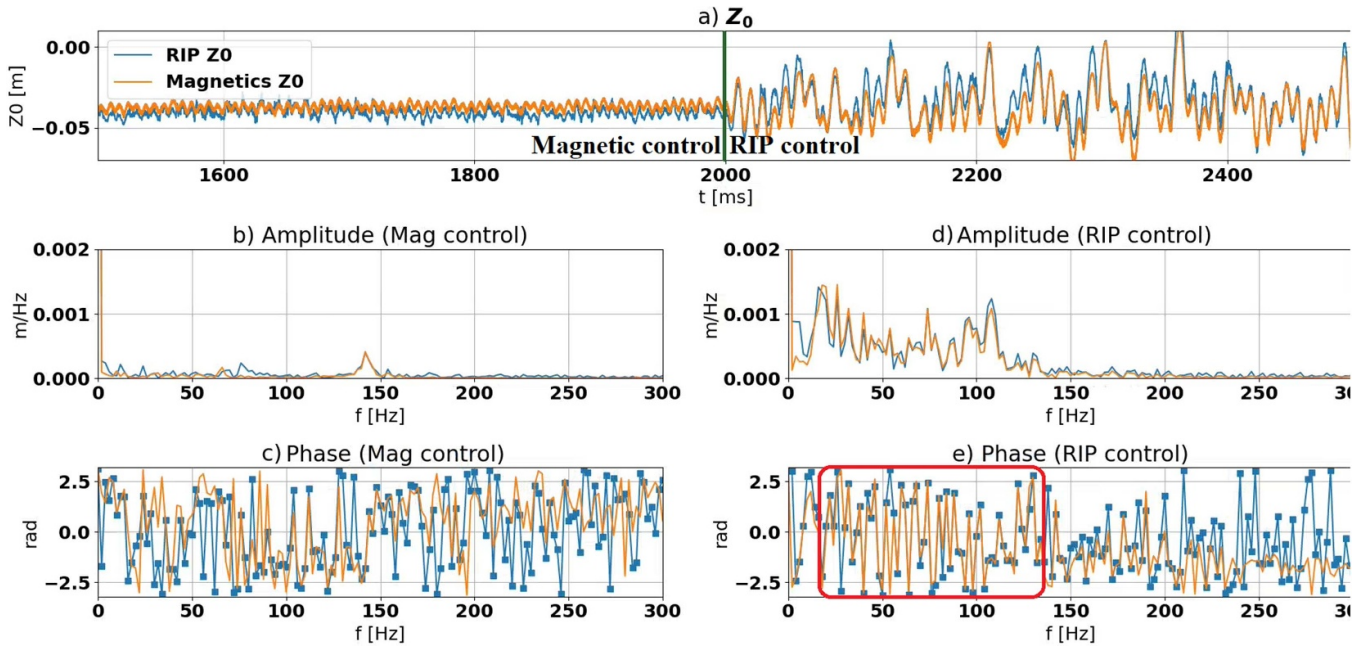 a) Z0
0.00
−0.05
Z0 [m]
RIP Z0
Magnetics Z0
Magnetic control RIP control
1600 1800 2000 2200 2400
t [ms]
b) Amplitude (Mag control)
0.002
0.001
0.000
m/Hz
0 50 100 150 200 250 300
f [Hz]
d) Amplitude (RIP control)
0.002
0.001
0.000
m/Hz
0 50 100 150 200 250 300
f [Hz]
c) Phase (Mag control)
2.5
0.0
−2.5
rad
0 50 100 150 200 250 300
f [Hz]
e) Phase (RIP control)
2.5
0.0
−2.5
rad
0 50 100 150 200 250 300
f [Hz]